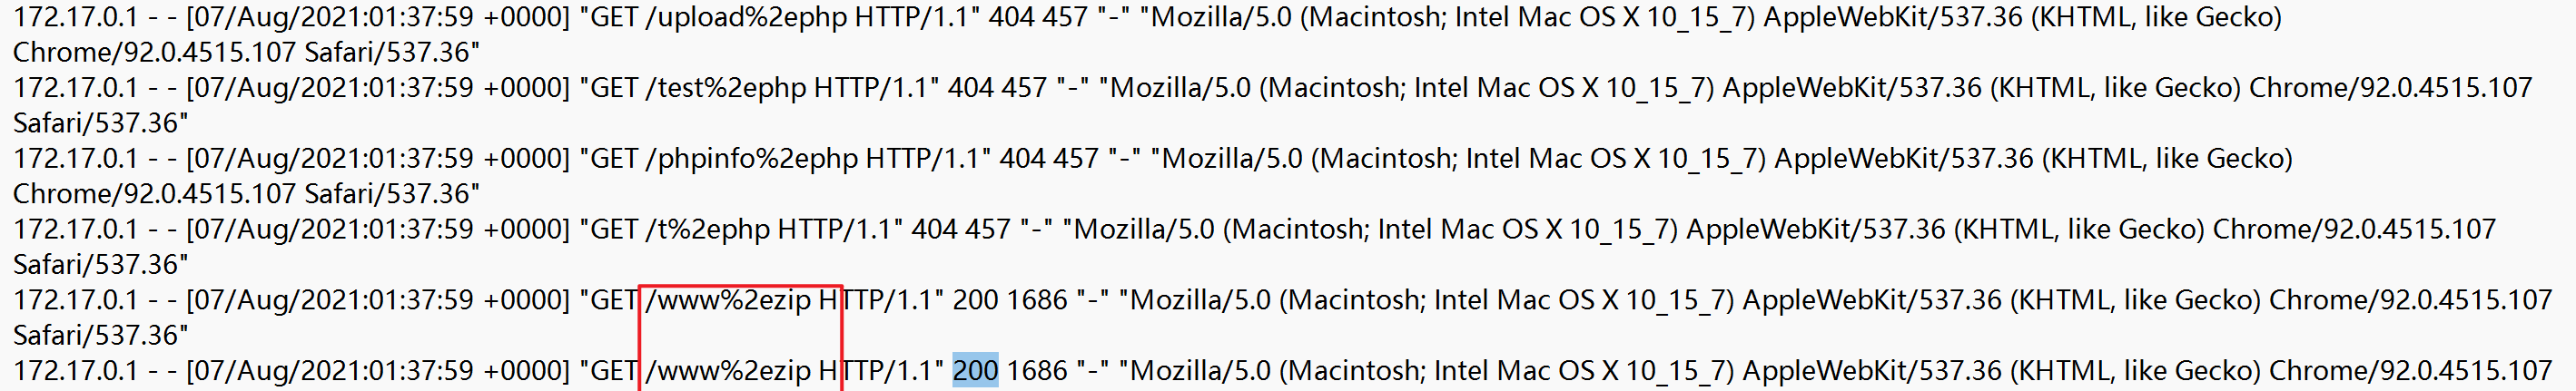 172.17.0.1 - - [07/Aug/2021:01:37:59 +0000] "GET /upload%2ephp HTTP/1.1" 404 457 "-" "Mozilla/5.0 (Macintosh; Intel Mac OS X 10_15_7) AppleWebKit/537.36 (KHTML, like Gecko)
Chrome/92.0.4515.107 Safari/537.36"
172.17.0.1 - - [07/Aug/2021:01:37:59 +0000] "GET /test%2ephp HTTP/1.1" 404 457 "-" "Mozilla/5.0 (Macintosh; Intel Mac OS X 10_15_7) AppleWebKit/537.36 (KHTML, like Gecko) Chrome/92.0.4515.107
Safari/537.36"
172.17.0.1 - - [07/Aug/2021:01:37:59 +0000] "GET /phpinfo%2ephp HTTP/1.1" 404 457 "-" "Mozilla/5.0 (Macintosh; Intel Mac OS X 10_15_7) AppleWebKit/537.36 (KHTML, like Gecko)
Chrome/92.0.4515.107 Safari/537.36"
172.17.0.1 - - [07/Aug/2021:01:37:59 +0000] "GET /t%2ephp HTTP/1.1" 404 457 "-" "Mozilla/5.0 (Macintosh; Intel Mac OS X 10_15_7) AppleWebKit/537.36 (KHTML, like Gecko) Chrome/92.0.4515.107
Safari/537.36"
172.17.0.1 - - [07/Aug/2021:01:37:59 +0000] "GET /www%2ezip HTTP/1.1" 200 1686 "-" "Mozilla/5.0 (Macintosh; Intel Mac OS X 10_15_7) AppleWebKit/537.36 (KHTML, like Gecko) Chrome/92.0.4515.107
Safari/537.36"
172.17.0.1 - - [07/Aug/2021:01:37:59 +0000] "GET /www%2ezip HTTP/1.1" 200 1686 "-" "Mozilla/5.0 (Macintosh; Intel Mac OS X 10_15_7) AppleWebKit/537.36 (KHTML, like Gecko) Chrome/92.0.4515.107